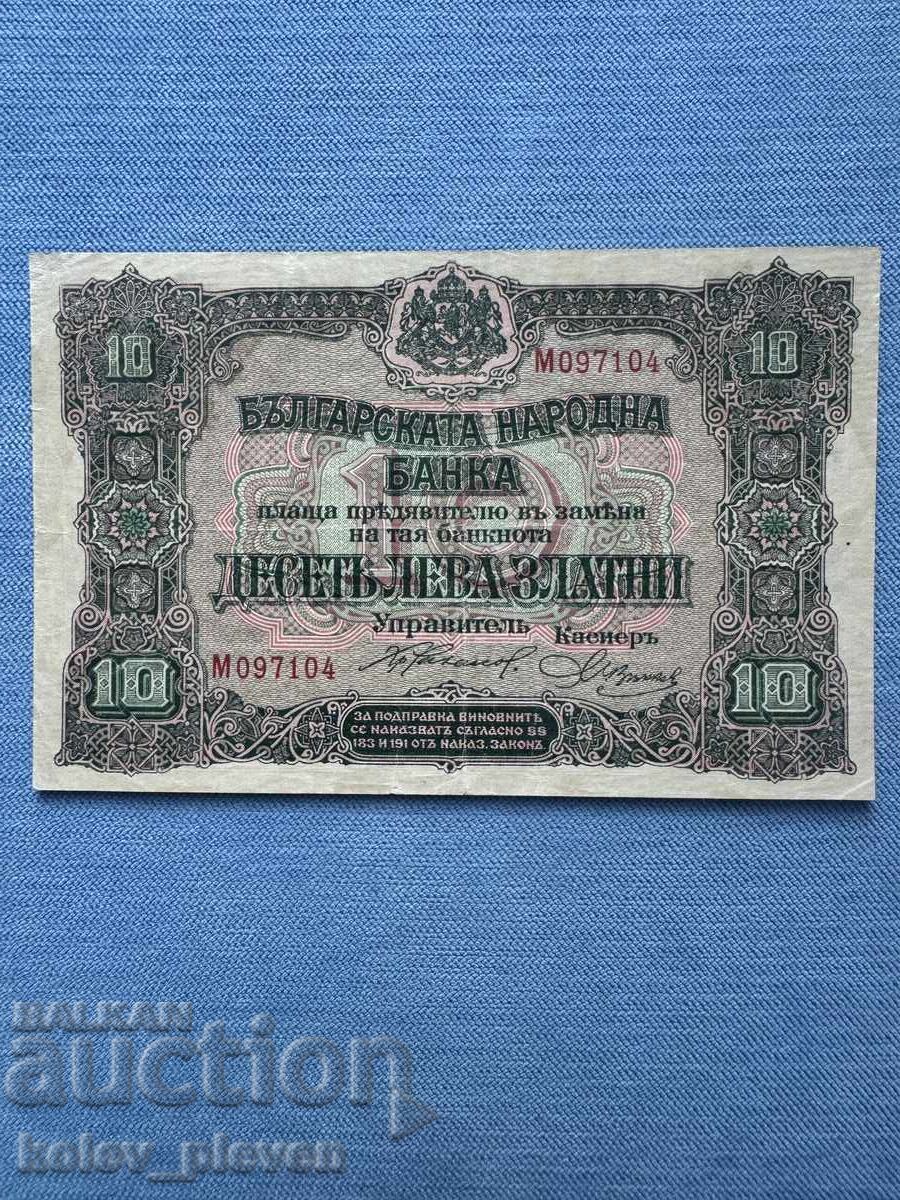 10
10
М097104
БЪЛГАРСКАТА НАРОДНА
БАНКА
плаща прѣдявителю въ замѣна
на тая банкнота
ДЕСЕТЬ ЛЕВА ЗЛАТНИ
Управитель Касиеръ
М097104
10
10
ЗА ПОДПРАВКА ВИНОВНИТѢ
СЕ НАКАЗВАТЪ СЪГЛАСНО §§
183 И 191 ОТЪ НАКАЗ. ЗАКОНЪ
BALKAN
auction
kolev_pleven